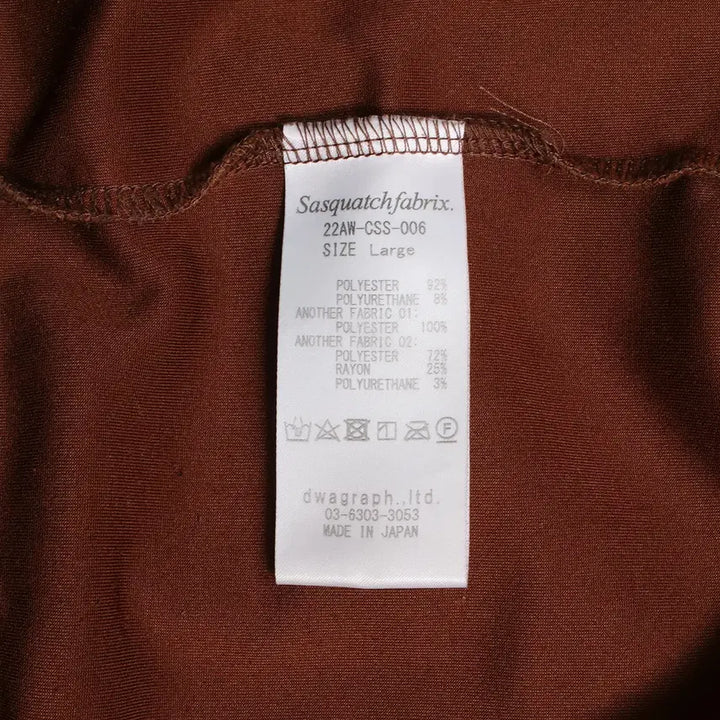 Sasquatchfabrix.
22AW-CSS-006
SIZE Large
POLYESTER 92%
POLYURETHANE 8%
ANOTHER FABRIC 01:
POLYESTER 100%
ANOTHER FABRIC 02:
POLYESTER 72%
RAYON 25%
POLYURETHANE 3%
F
dwagraph.,ltd.
03-6303-3053
MADE IN JAPAN